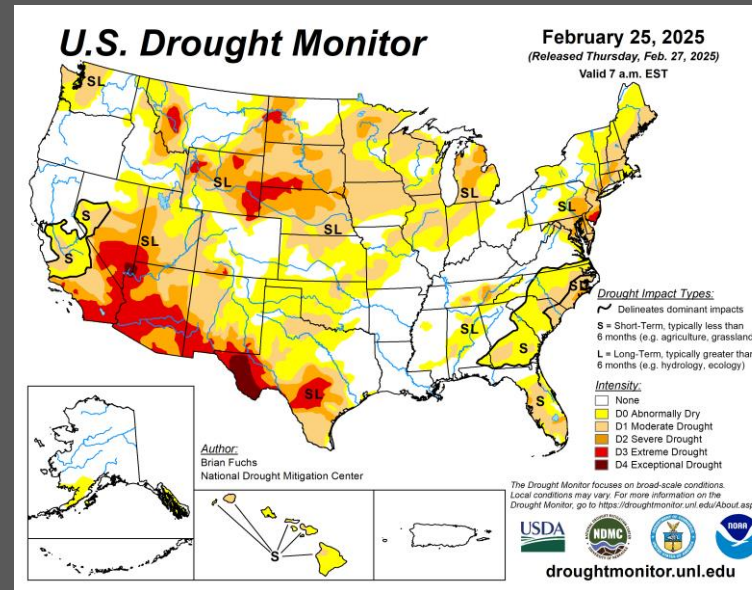 U.S. Drought Monitor
February 25, 2025
(Released Thursday, Feb. 27, 2025)
Valid 7 a.m. EST
SL
SL
SL
SL
S
S
SL
SL
SL
SL
SL
S
SL
S
Drought Impact Types:
Delineates dominant impacts
S = Short-Term, typically less than
6 months (e.g. agriculture, grassland
L = Long-Term, typically greater than
6 months (e.g. hydrology, ecology)
Intensity:
None
D0 Abnormally Dry
D1 Moderate Drought
D2 Severe Drought
D3 Extreme Drought
D4 Exceptional Drought
Author:
Brian Fuchs
National Drought Mitigation Center
S
The Drought Monitor focuses on broad-scale conditions.
Local conditions may vary. For more information on the
Drought Monitor, go to https://droughtmonitor.unl.edu/About.asp
USDA
NDMC
NOAA
droughtmonitor.unl.edu